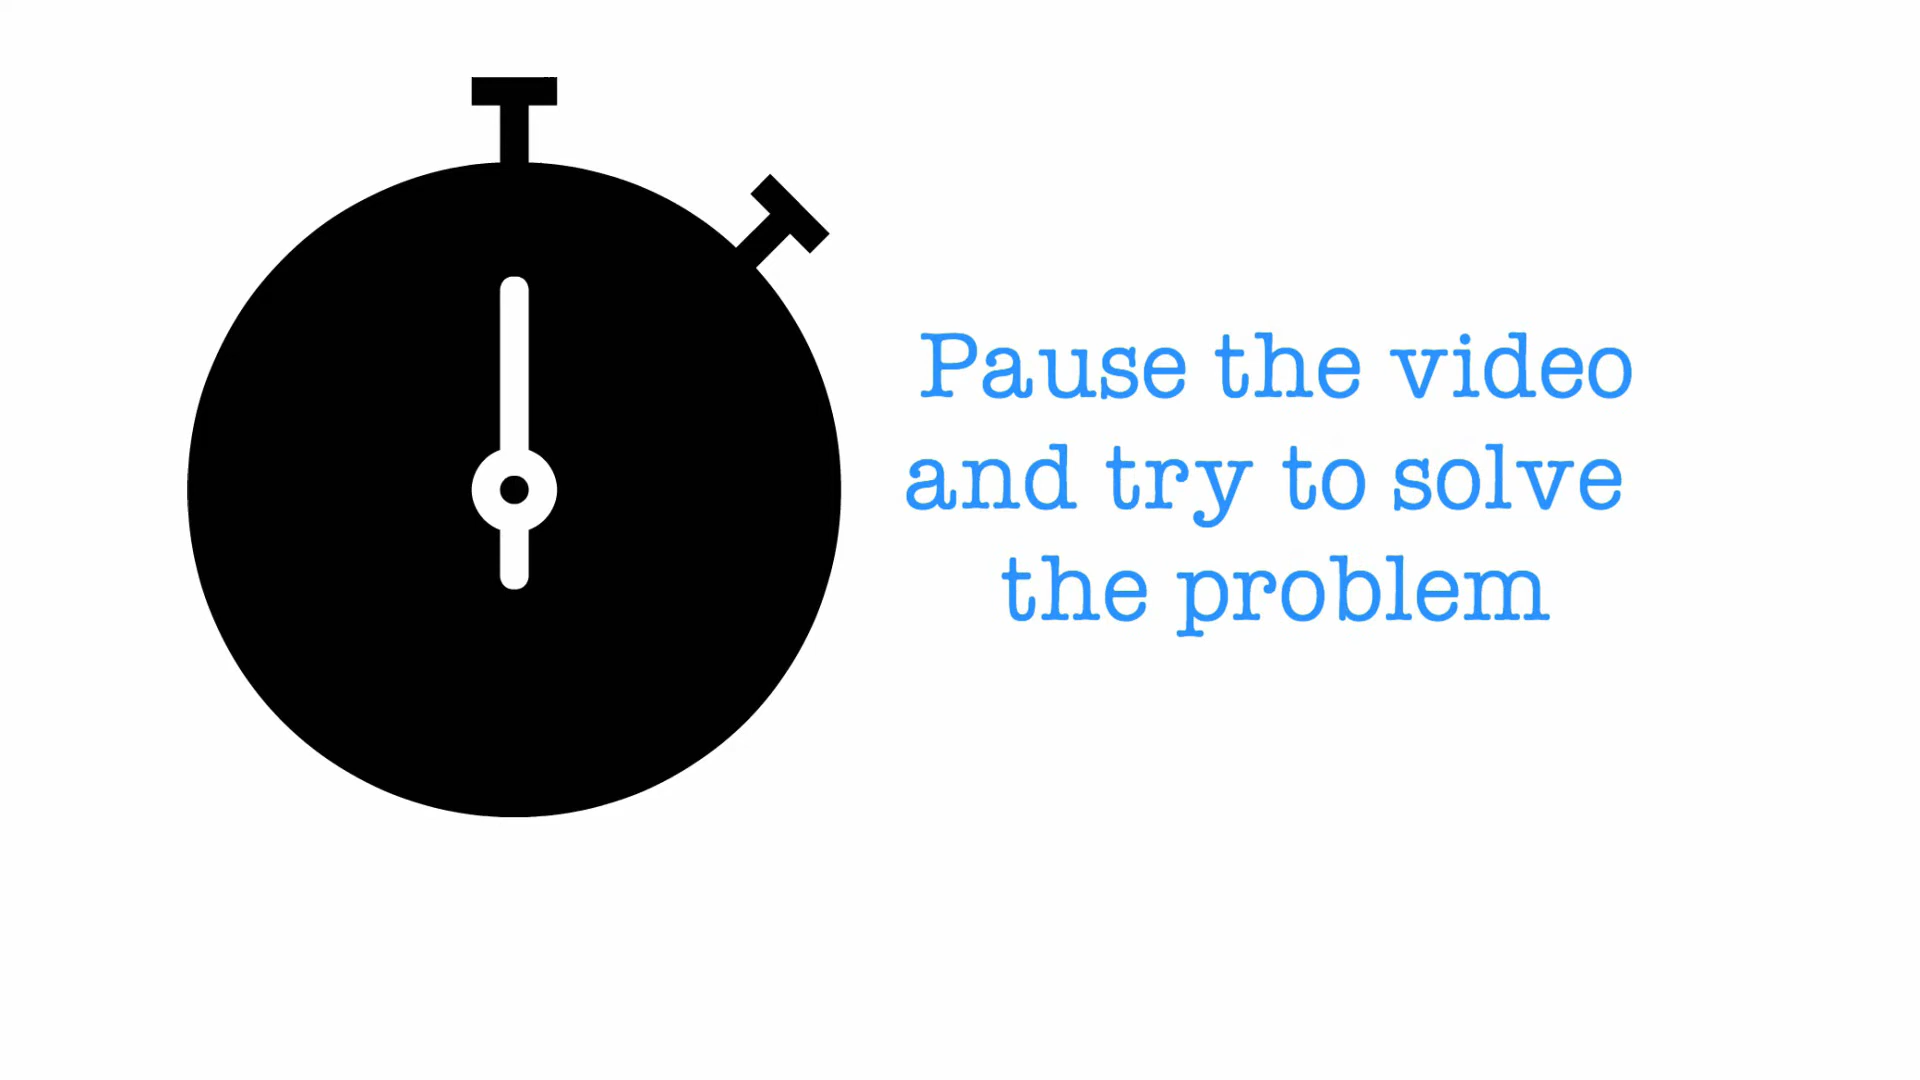 Pause the video
and try to solve
the problem